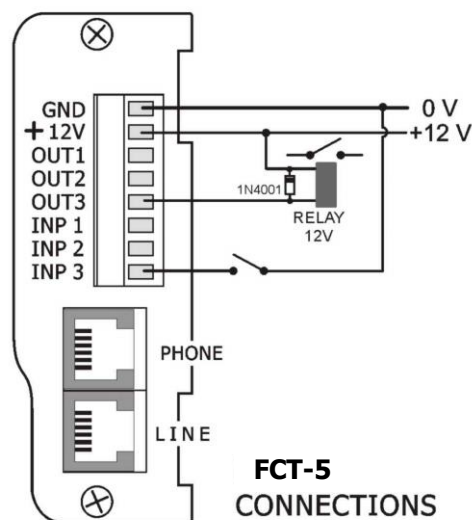 GND
+ 12V
OUT1
OUT2
OUT3
INP 1
INP 2
INP 3
0 V
+12 V
1N4001
RELAY
12V
PHONE
LINE
FCT-5
CONNECTIONS